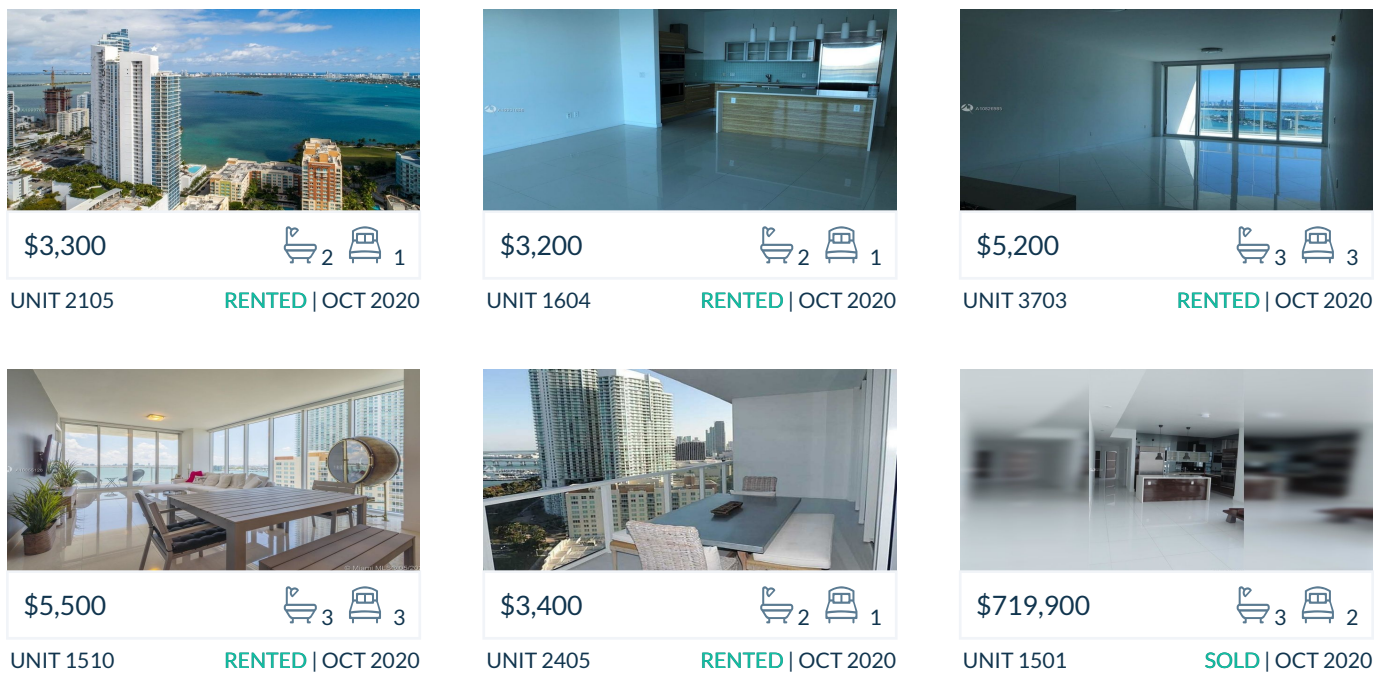 $3,300 2 1
UNIT 2105 RENTED | OCT 2020
$3,200 2 1
UNIT 1604 RENTED | OCT 2020
$5,200 3 3
UNIT 3703 RENTED | OCT 2020
$5,500 3 3
UNIT 1510 RENTED | OCT 2020
$3,400 2 1
UNIT 2405 RENTED | OCT 2020
$719,900 3 2
UNIT 1501 SOLD | OCT 2020